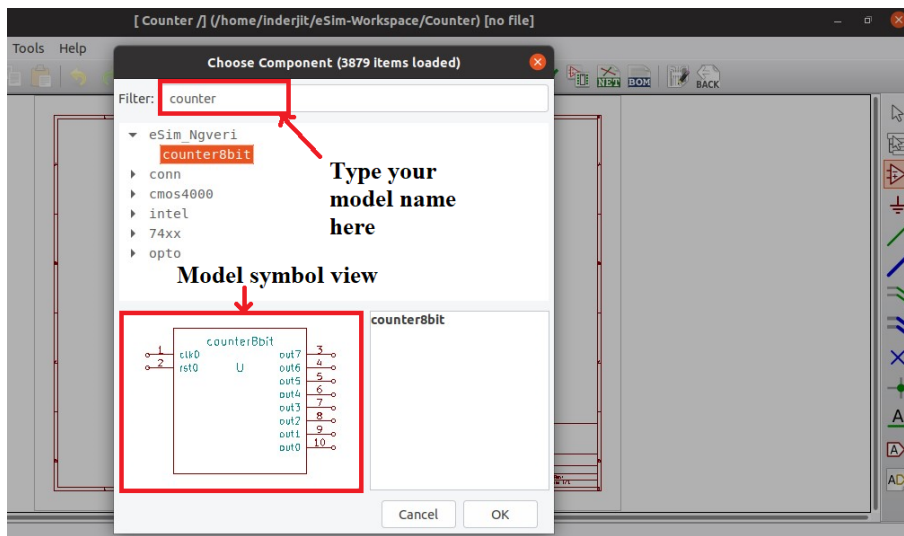 [ Counter /] (/home/inderjit/eSim-Workspace/Counter) [no file]
Tools Help
Choose Component (3879 items loaded)
NET BOM BACK
Filter: counter
eSim_Ngveri
counter8bit
conn
cmos4000
intel
74xx
opto
Type your
model name
here
Model symbol view
counter8bit
counter8bit
1 clk0 out7 3
2 rst0 U out6 4
out5 5
out4 6
out3 7
out2 8
out1 9
out0 10
A
A
AD
Cancel OK